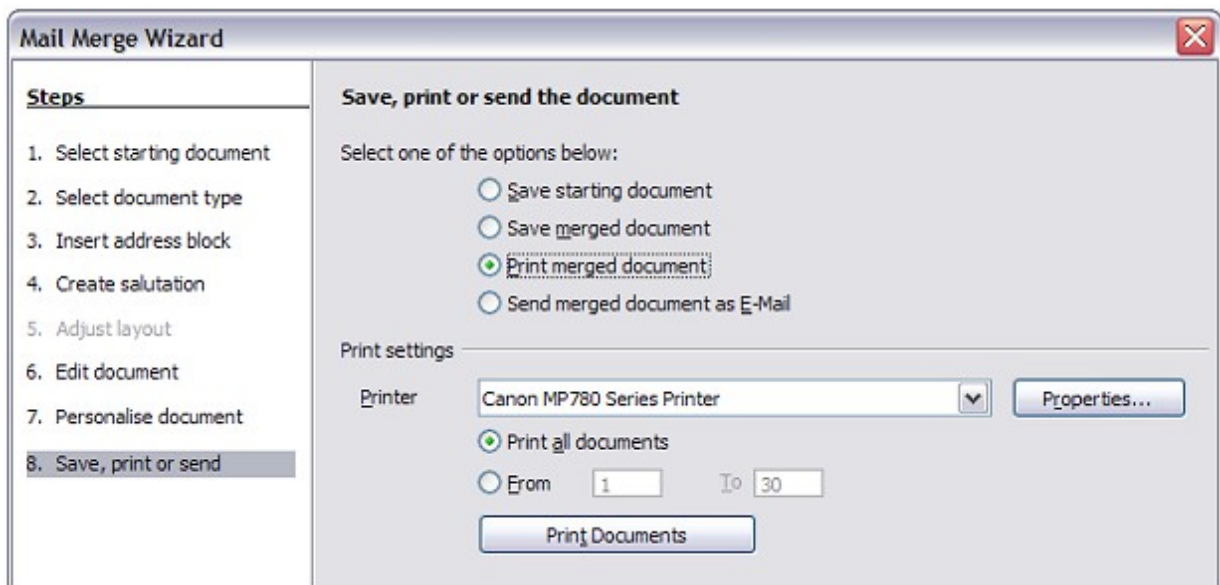 Mail Merge Wizard
Steps
1. Select starting document
2. Select document type
3. Insert address block
4. Create salutation
5. Adjust layout
6. Edit document
7. Personalise document
8. Save, print or send
Save, print or send the document
Select one of the options below:
Save starting document
Save merged document
Print merged document
Send merged document as E-Mail
Print settings
Printer Canon MP780 Series Printer Properties...
Print all documents
From 1 To 30
Print Documents